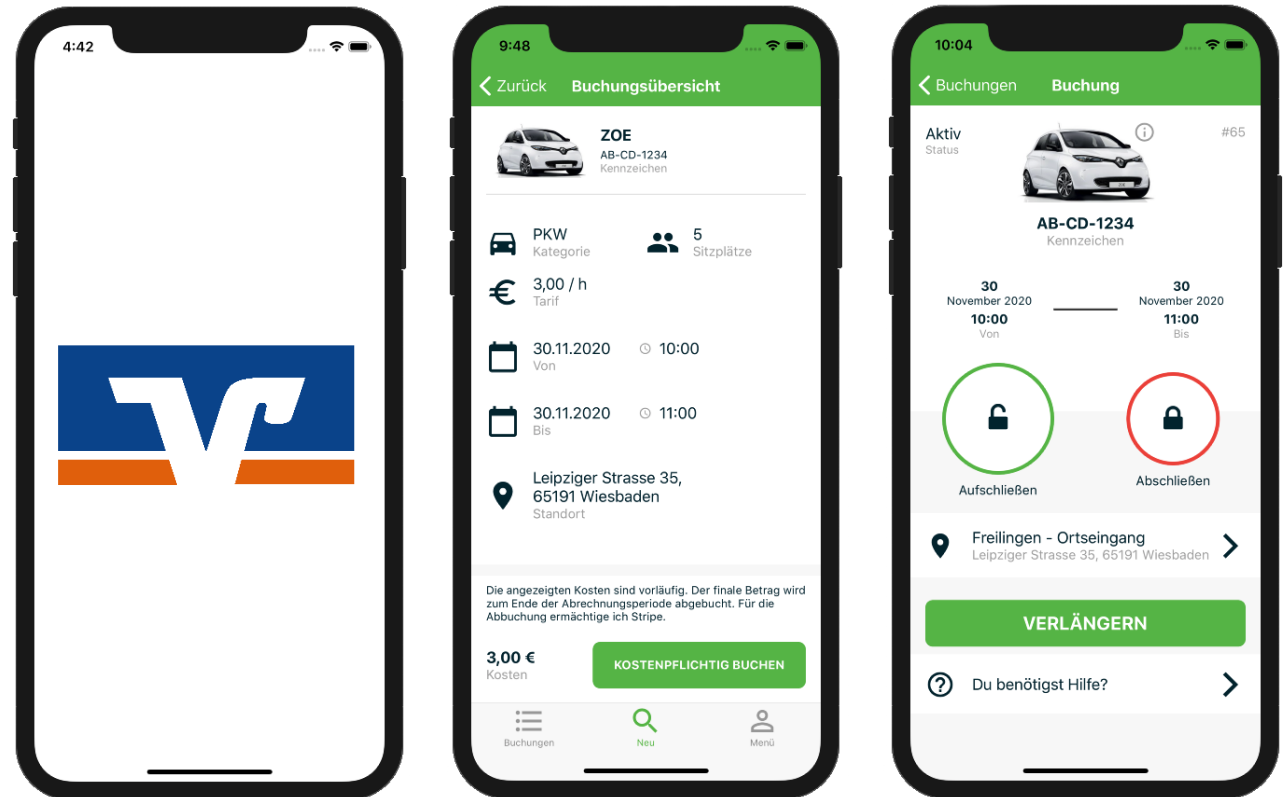 4:42
9:48
Zurück Buchungsübersicht
ZOE
AB-CD-1234
Kennzeichen
PKW
Kategorie
5
Sitzplätze
3,00 / h
Tarif
30.11.2020 10:00
Von
30.11.2020 11:00
Bis
Leipziger Strasse 35,
65191 Wiesbaden
Standort
Die angezeigten Kosten sind vorläufig. Der finale Betrag wird
zum Ende der Abrechnungsperiode abgebucht. Für die
Abbuchung ermächtige ich Stripe.
3,00 €
Kosten
KOSTENPFLICHTIG BUCHEN
Buchungen Neu Menü
10:04
Buchungen Buchung
Aktiv
Status
#65
AB-CD-1234
Kennzeichen
30
November 2020
10:00
Von
30
November 2020
11:00
Bis
Aufschließen
Abschließen
Freilingen - Ortseingang
Leipziger Strasse 35, 65191 Wiesbaden
VERLÄNGERN
Du benötigst Hilfe?